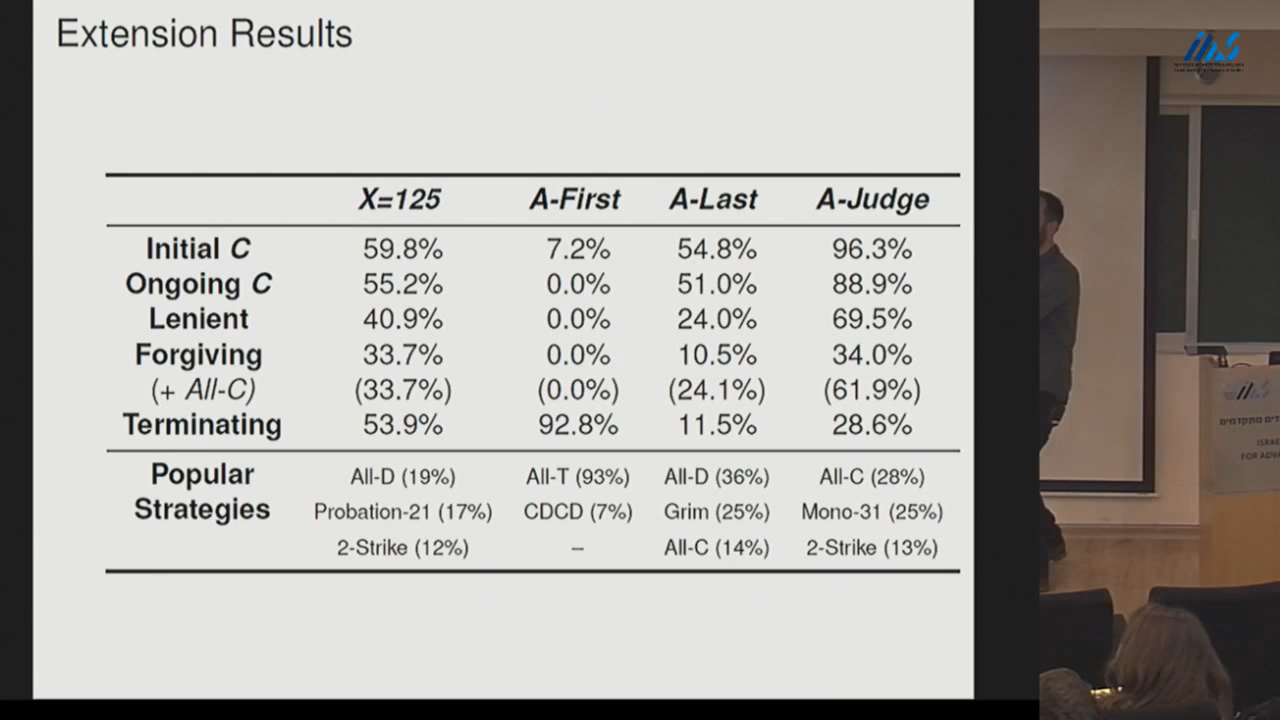 Extension Results
X=125 A-First A-Last A-Judge
Initial C 59.8% 7.2% 54.8% 96.3%
Ongoing C 55.2% 0.0% 51.0% 88.9%
Lenient 40.9% 0.0% 24.0% 69.5%
Forgiving 33.7% 0.0% 10.5% 34.0%
(+ All-C) (33.7%) (0.0%) (24.1%) (61.9%)
Terminating 53.9% 92.8% 11.5% 28.6%
Popular Strategies All-D (19%) All-T (93%) All-D (36%) All-C (28%)
Probation-21 (17%) CDCD (7%) Grim (25%) Mono-31 (25%)
2-Strike (12%) – All-C (14%) 2-Strike (13%)
IIAS
ISRAE
FOR ADVA